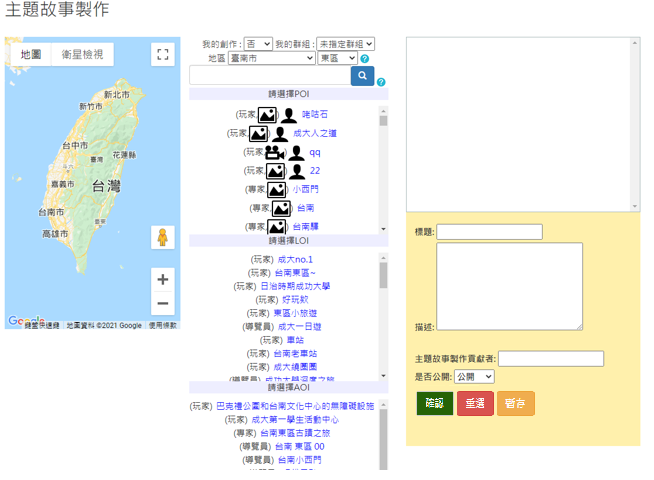 主題故事製作
地圖 衛星檢視
新北市
新竹市
台中市
臺灣
花蓮縣
嘉義市
台灣
台南市
高雄市
Google
鍵盤快速鍵 地圖資料 ©2021 Google 使用條款
我的創作 : 否 我的群組 : 未指定群組
地區 臺南市 東區 ?
?
請選擇POI
(玩家, ) 咾咕石
(玩家, ) 成大人之道
(玩家, ) qq
(玩家, ) 22
(專家, ) 小西門
(專家, ) 台南
(專家, ) 台南驛
請選擇LOI
(玩家) 成大no.1
(玩家) 台南東區~
(玩家) 日治時期成功大學
(玩家) 好玩欸
(玩家) 東區小旅遊
(導覽員) 成大一日遊
(玩家) 車站
(玩家) 台南老車站
(玩家) 成大繞圈圈
(導覽員) 成功大學深度之旅
請選擇AOI
(玩家) 巴克禮公園和台南文化中心的無障礙設施
(玩家) 成大第一學生活動中心
(專家) 台南東區古蹟之旅
(導覽員) 台南 東區 00
(導覽員) 台南小西門
標題:
描述:
主題故事製作貢獻者:
是否公開: 公開
確認 重選 暫存